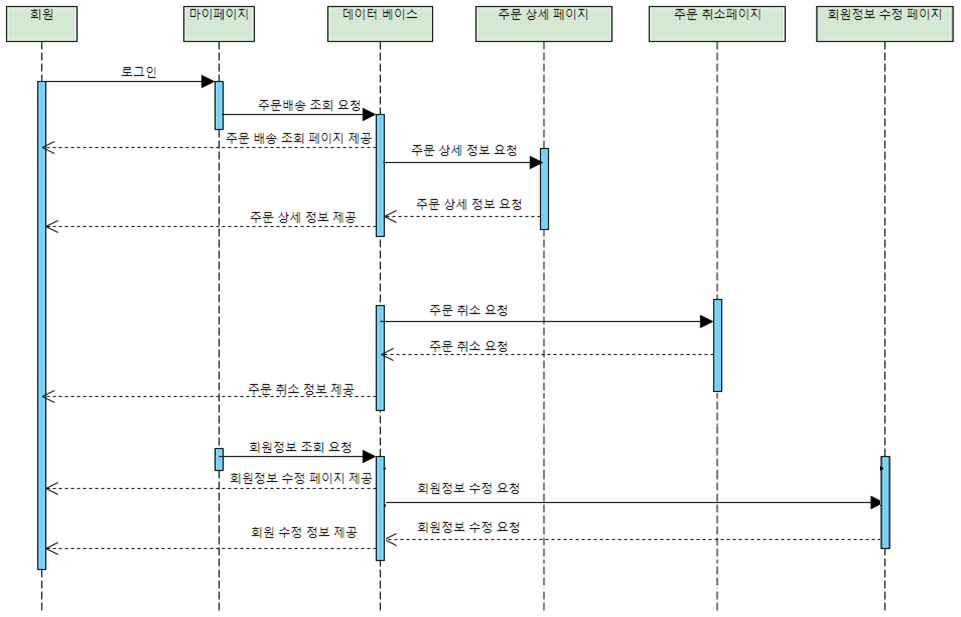 회원
마이페이지
데이터 베이스
주문 상세 페이지
주문 취소페이지
회원정보 수정 페이지
로그인
주문배송 조회 요청
주문 배송 조회 페이지 제공
주문 상세 정보 요청
주문 상세 정보 요청
주문 상세 정보 제공
주문 취소 요청
주문 취소 요청
주문 취소 정보 제공
회원정보 조회 요청
회원정보 수정 페이지 제공
회원정보 수정 요청
회원정보 수정 요청
회원 수정 정보 제공